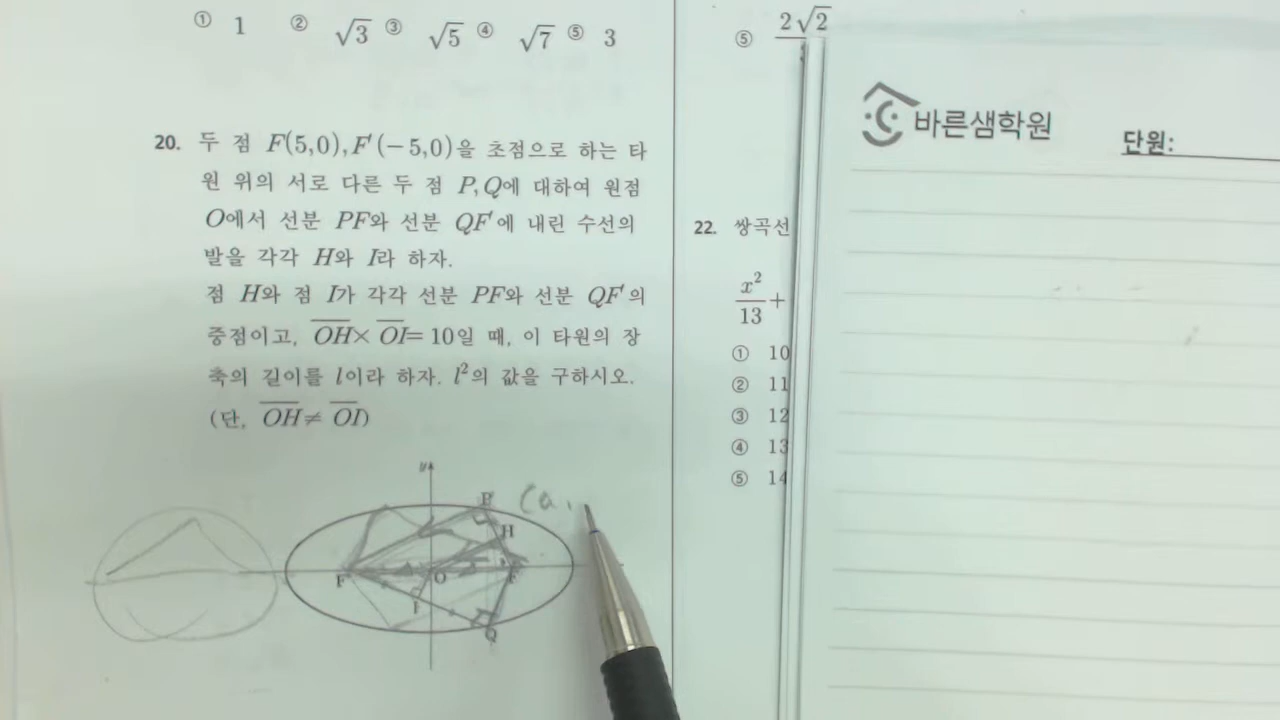 ① 1 ② √3 ③ √5 ④ √7 ⑤ 3
20. 두 점 F(5,0), F'(-5,0)을 초점으로 하는 타
원 위의 서로 다른 두 점 P, Q에 대하여 원점
O에서 선분 PF와 선분 QF'에 내린 수선의
발을 각각 H와 I라 하자.
점 H와 점 I가 각각 선분 PF와 선분 QF'의
중점이고, \overline{OH}×\overline{OI}=10일 때, 이 타원의 장
축의 길이를 l이라 하자. l²의 값을 구하시오.
(단, \overline{OH}≠\overline{OI})
y
P
(a,
H
F'
O
F
I
Q
⑤ 2√2
22. 쌍곡선
x²/13 +
① 10
② 11
③ 12
④ 13
⑤ 14
바른샘학원
단원: